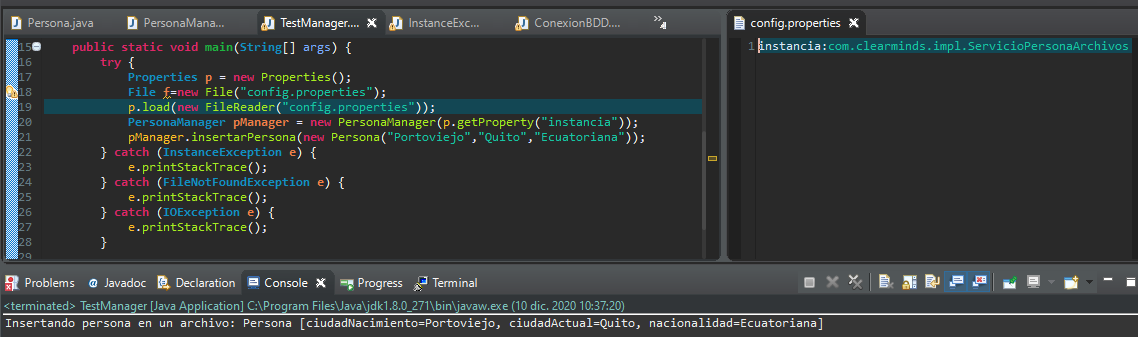 Persona.java PersonaMana... TestManager.... InstanceExc... ConexionBDD.... »4 config.properties
15 public static void main(String[] args) {
16 try {
17 Properties p = new Properties();
18 File f=new File("config.properties");
19 p.load(new FileReader("config.properties"));
20 PersonaManager pManager = new PersonaManager(p.getProperty("instancia"));
21 pManager.insertarPersona(new Persona("Portoviejo","Quito","Ecuatoriana"));
22 } catch (InstanceException e) {
23 e.printStackTrace();
24 } catch (FileNotFoundException e) {
25 e.printStackTrace();
26 } catch (IOException e) {
27 e.printStackTrace();
28 }
29
1 instancia:com.clearminds.impl.ServicioPersonaArchivos
Problems @ Javadoc Declaration Console Progress Terminal
<terminated> TestManager [Java Application] C:\Program Files\Java\jdk1.8.0_271\bin\javaw.exe (10 dic. 2020 10:37:20)
Insertando persona en un archivo: Persona [ciudadNacimiento=Portoviejo, ciudadActual=Quito, nacionalidad=Ecuatoriana]